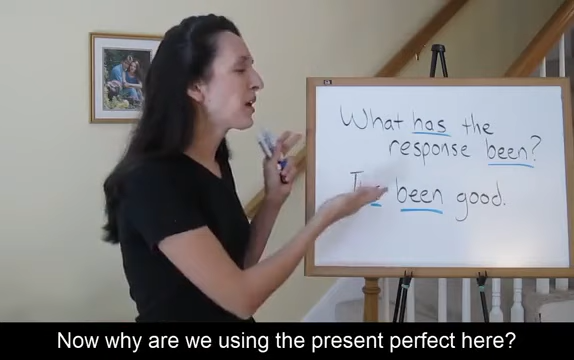 What has the
response been?
been good.
Now why are we using the present perfect here?